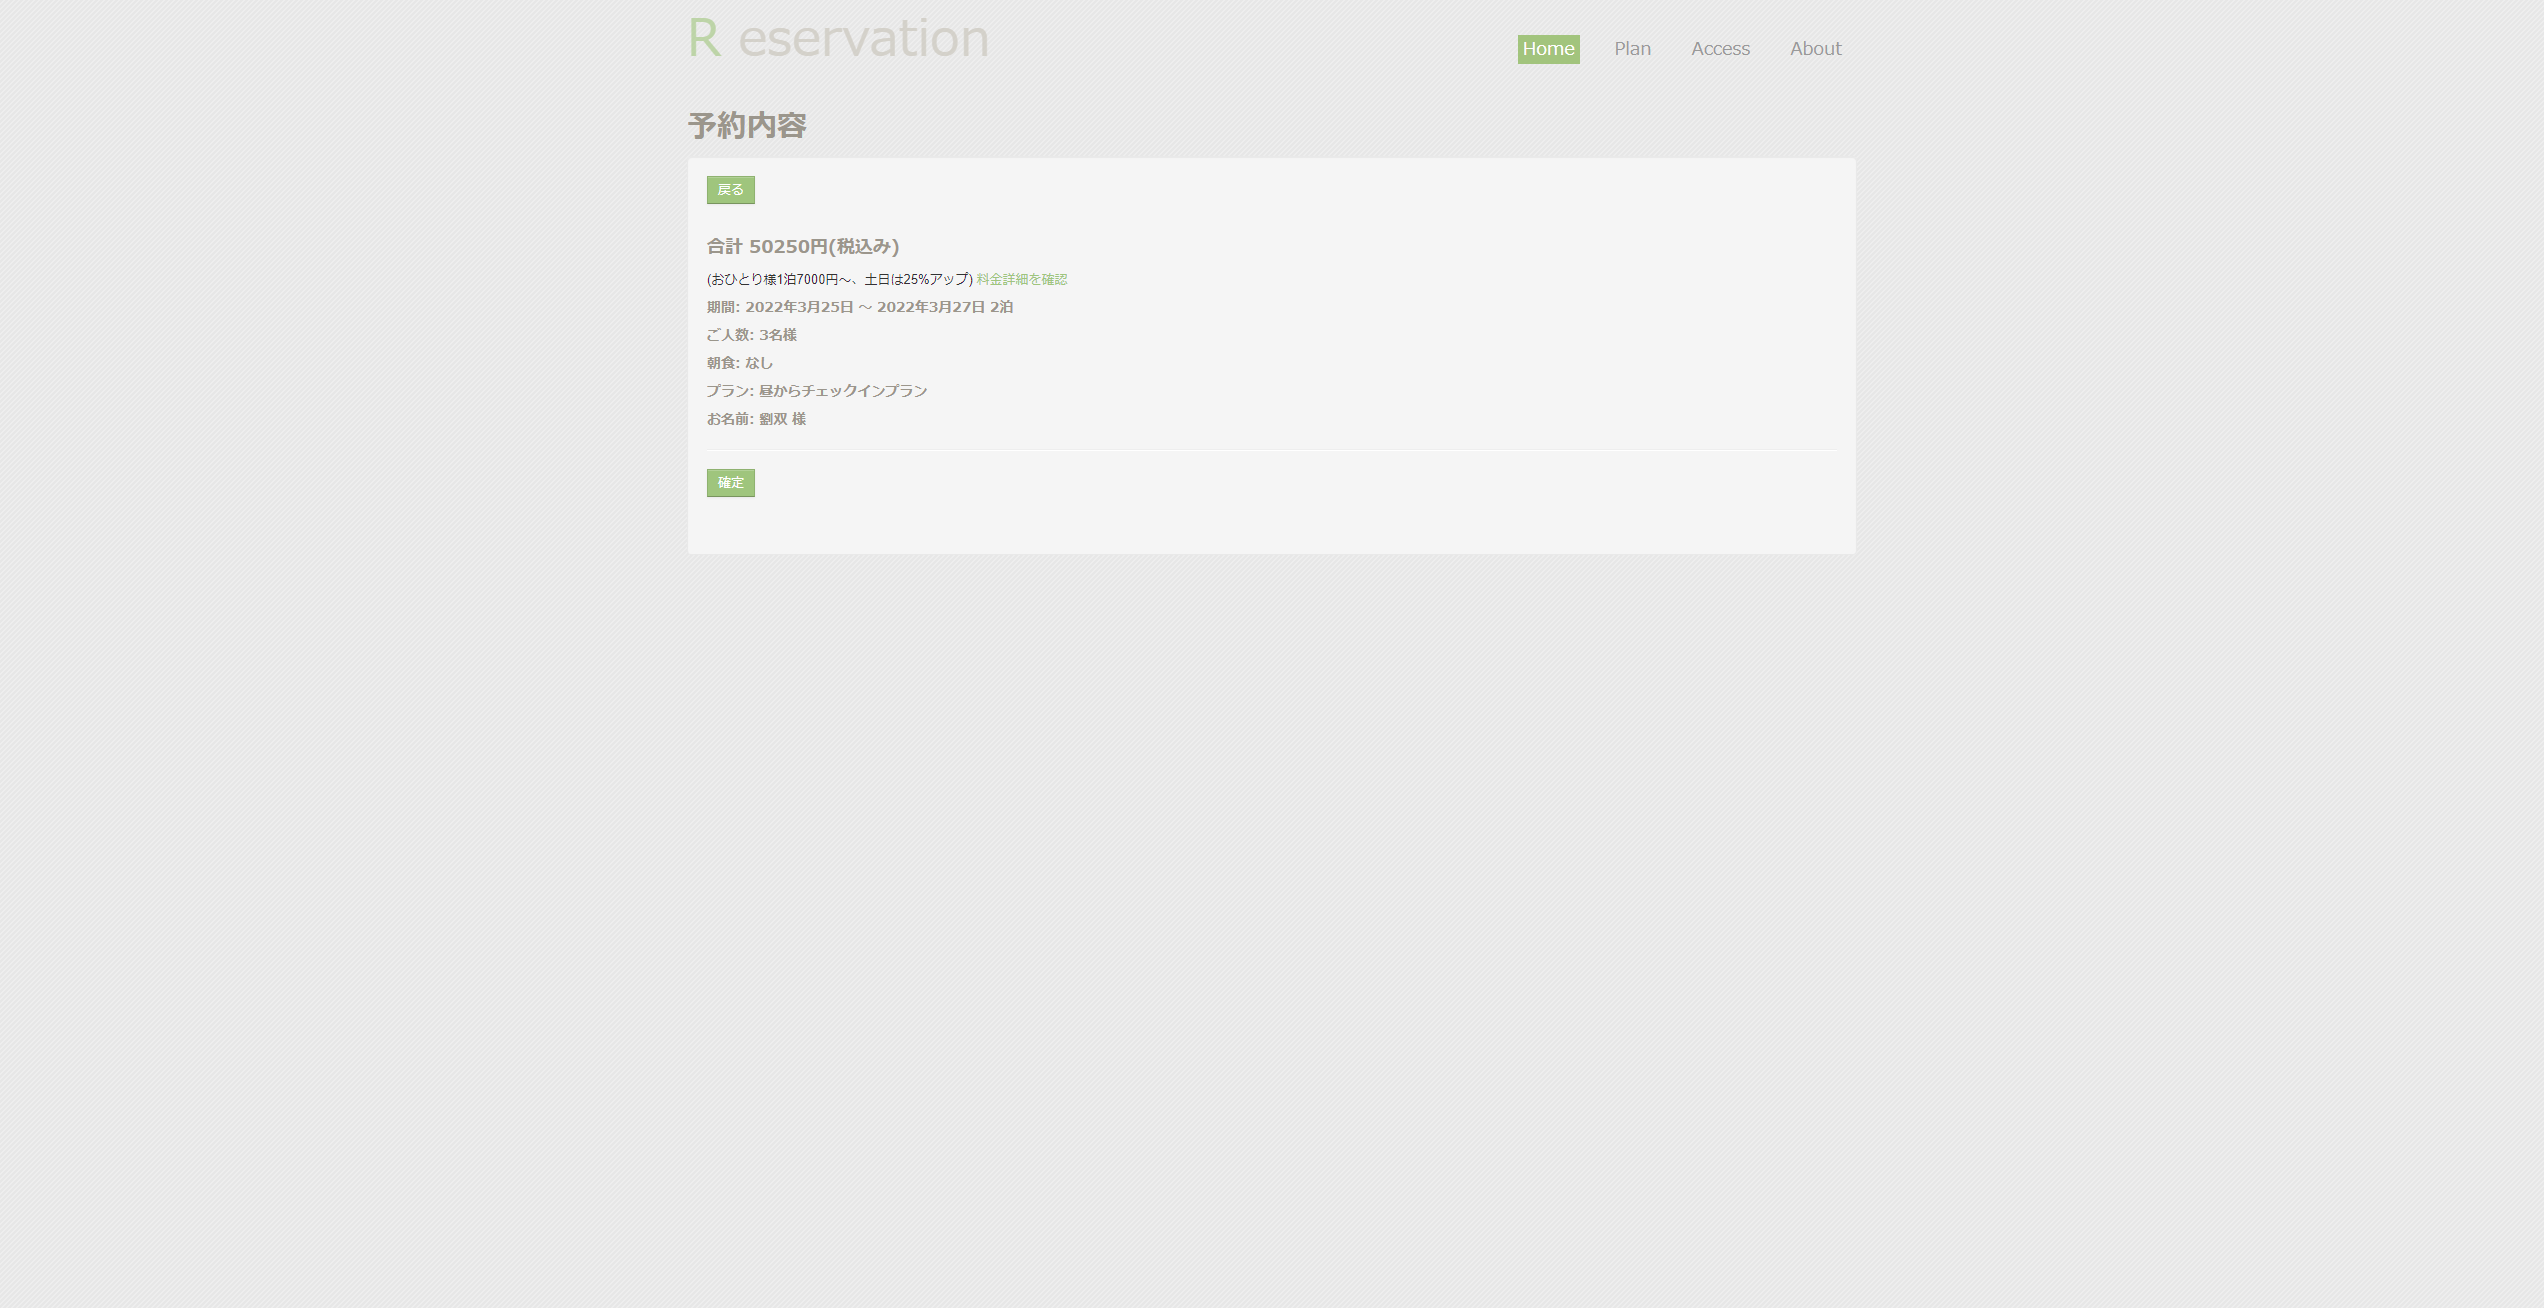 R eservation
Home Plan Access About
予約内容
戻る
合計 50250円(税込み)
(おひとり様1泊7000円～、土日は25%アップ) 料金詳細を確認
期間: 2022年3月25日 ～ 2022年3月27日 2泊
ご人数: 3名様
朝食: なし
プラン: 昼からチェックインプラン
お名前: 劉双 様
確定